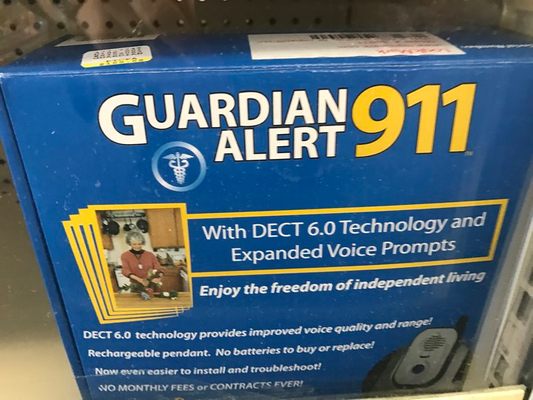 GUARDIAN
ALERT 911
With DECT 6.0 Technology and
Expanded Voice Prompts
Enjoy the freedom of independent living
DECT 6.0 technology provides improved voice quality and range!
Rechargeable pendant. No batteries to buy or replace!
Now even easier to install and troubleshoot!
NO MONTHLY FEES or CONTRACTS EVER!